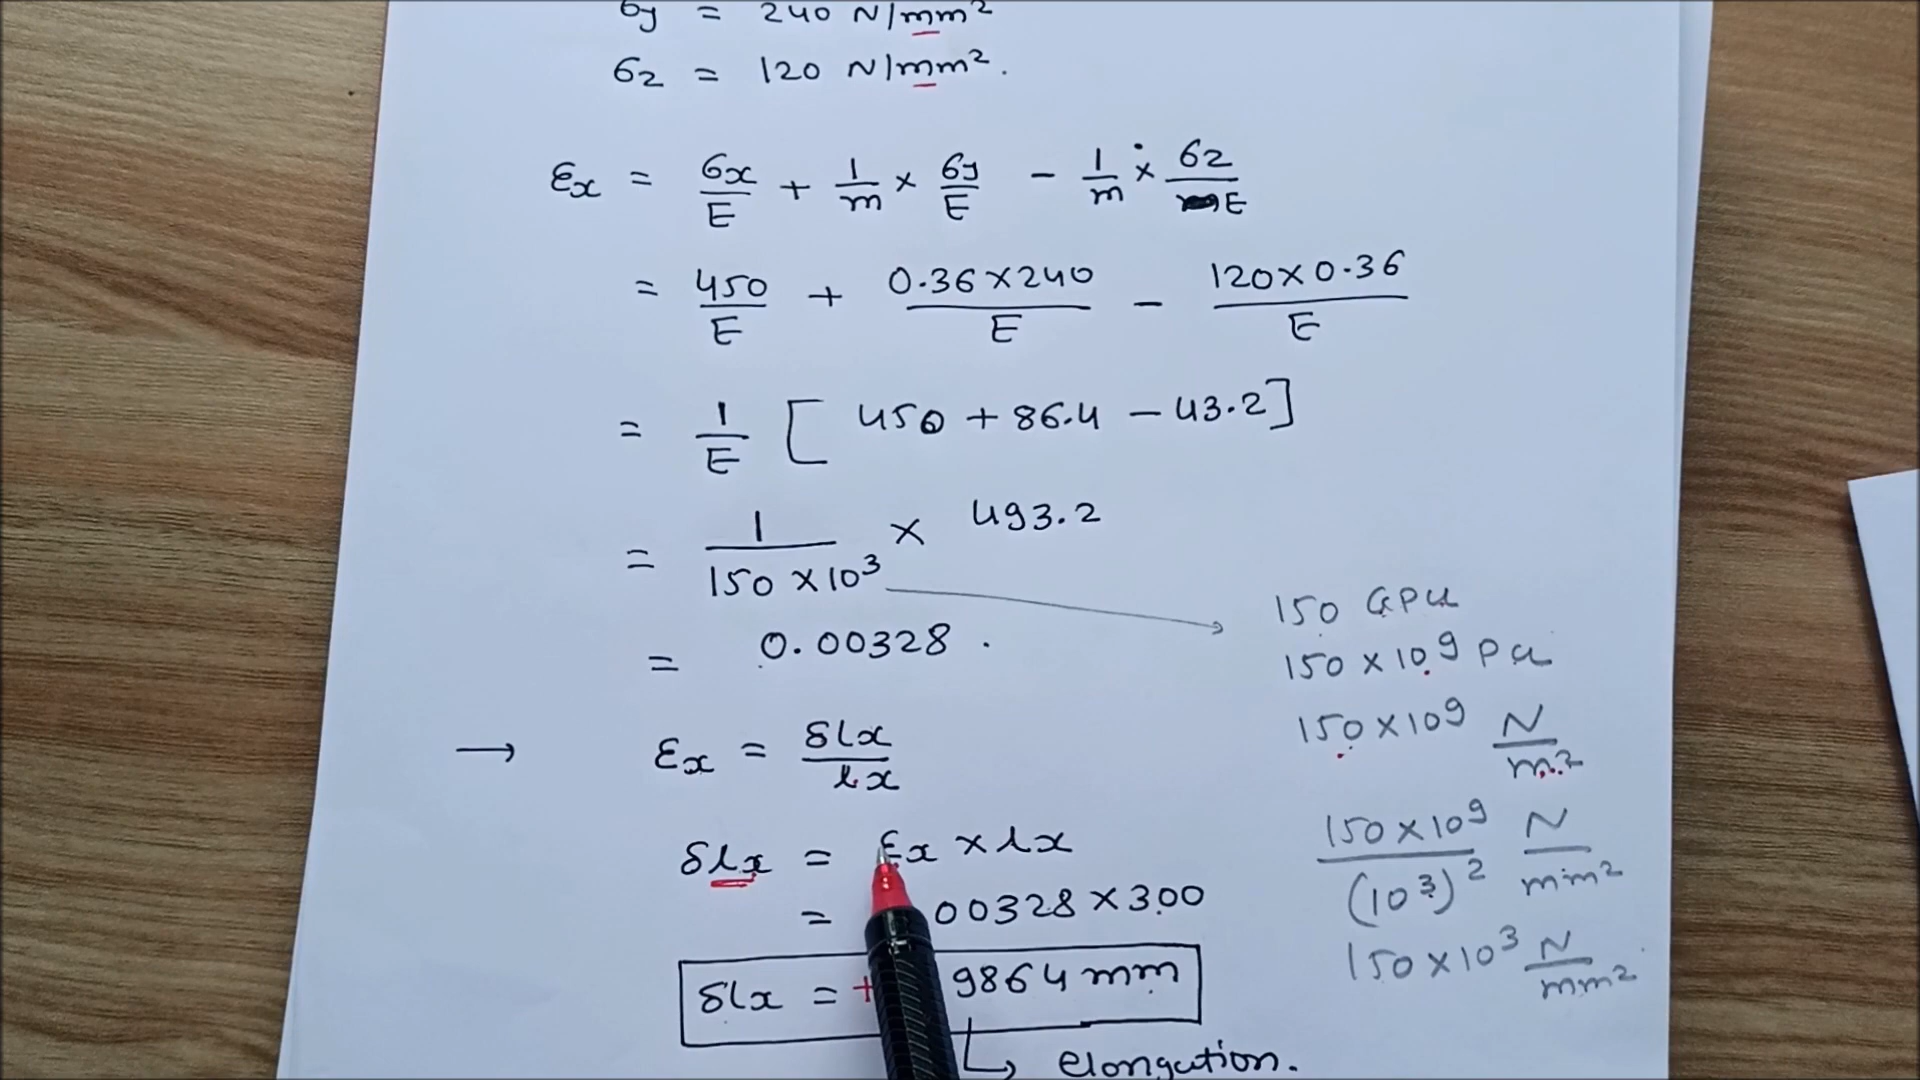 σy = 240 N/mm²
σz = 120 N/mm².
εx = σx/E + 1/m × σy/E - 1/m × σz/E
= 450/E + 0.36×240/E - 120×0.36/E
= 1/E [ 450 + 86.4 - 43.2 ]
= 1/150×10³ × 493.2
= 0.00328.
→ εx = δlx/lx
δlx = εx × lx
= 00328 × 300
δlx = + 9864 mm
↳ elongation.
150 GPa
150×10⁹ Pa
150×10⁹ N/m²
150×10⁹/(10³)² N/mm²
150×10³ N/mm²